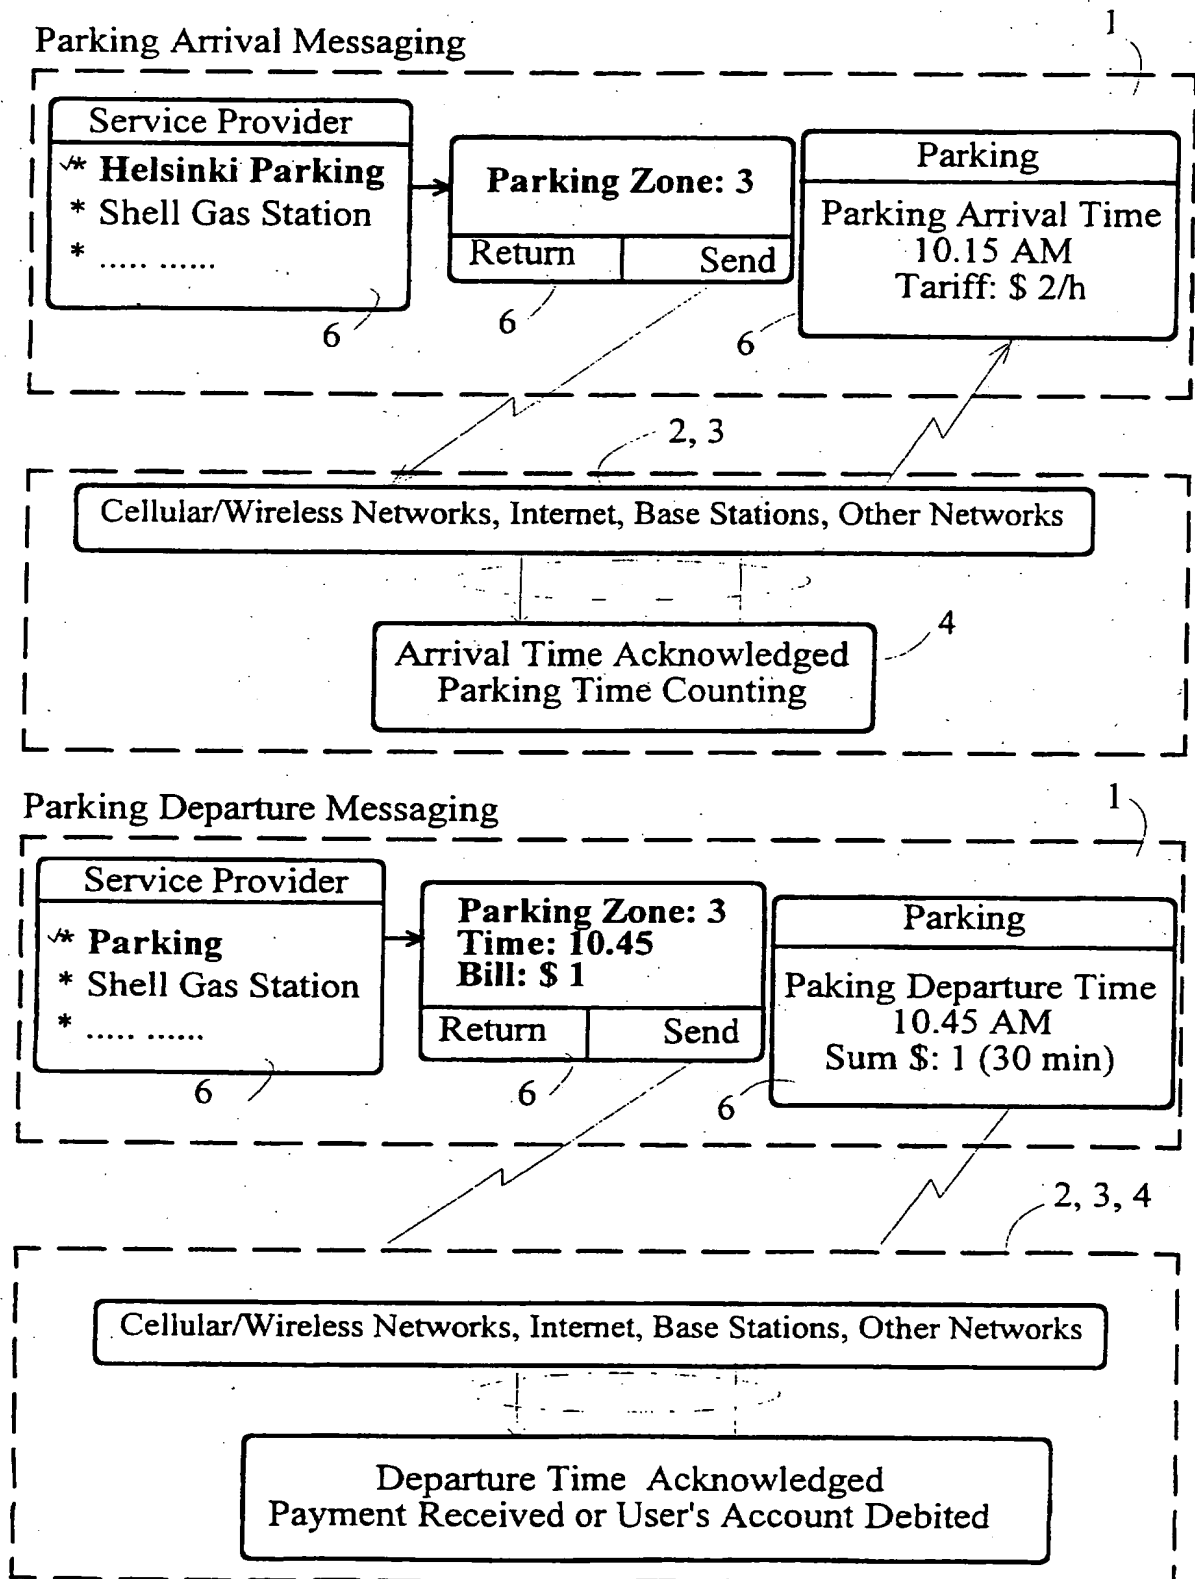 1
Parking Arrival Messaging
Service Provider
* Helsinki Parking
* Shell Gas Station
* ..... ......
6
Parking Zone: 3
Return
Send
6
Parking
Parking Arrival Time
10.15 AM
Tariff: $ 2/h
6
2, 3
Cellular/Wireless Networks, Internet, Base Stations, Other Networks
4
Arrival Time Acknowledged
Parking Time Counting
Parking Departure Messaging
1
Service Provider
* Parking
* Shell Gas Station
* ..... ......
6
Parking Zone: 3
Time: 10.45
Bill: $ 1
Return
Send
6
Parking
Paking Departure Time
10.45 AM
Sum $: 1 (30 min)
6
2, 3, 4
Cellular/Wireless Networks, Internet, Base Stations, Other Networks
Departure Time Acknowledged
Payment Received or User's Account Debited